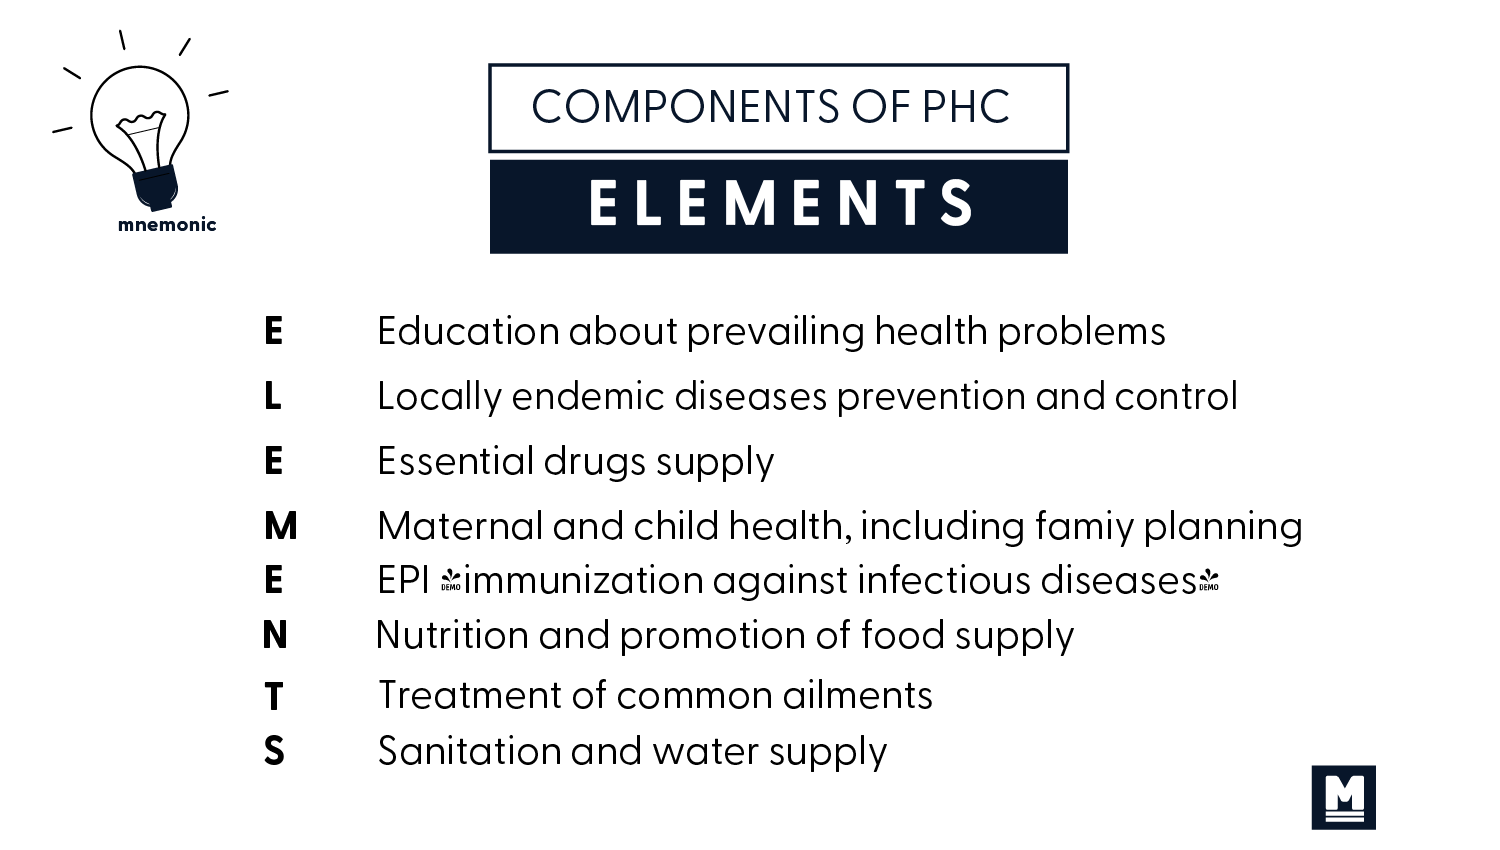 mnemonic
COMPONENTS OF PHC
ELEMENTS
E Education about prevailing health problems
L Locally endemic diseases prevention and control
E Essential drugs supply
M Maternal and child health, including famiy planning
E EPI DEMO immunization against infectious diseases DEMO
N Nutrition and promotion of food supply
T Treatment of common ailments
S Sanitation and water supply
M